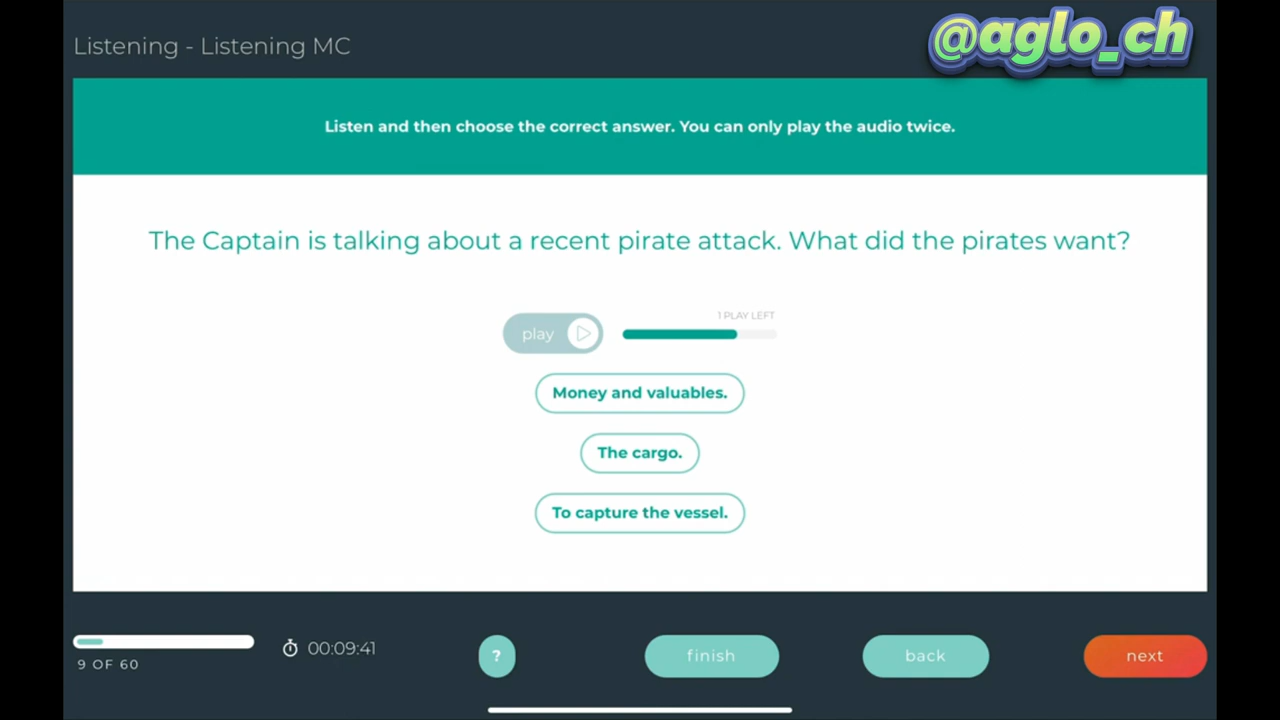 Listening - Listening MC
@aglo_ch
Listen and then choose the correct answer. You can only play the audio twice.
The Captain is talking about a recent pirate attack. What did the pirates want?
1 PLAY LEFT
play
Money and valuables.
The cargo.
To capture the vessel.
9 OF 60
00:09:41
?
finish
back
next